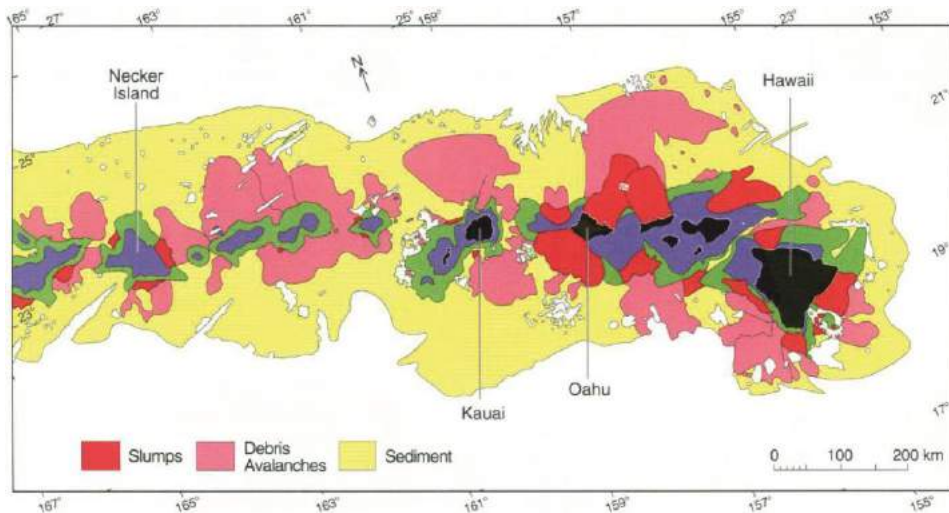 165° 27° 163° 161° 25° 159° 157° 155° 23° 153°
N
Necker
Island
Hawaii
21°
25°
19°
23°
Kauai
Oahu
17°
Slumps
Debris
Avalanches
Sediment
0 100 200 km
167° 165° 163° 161° 159° 157° 155°